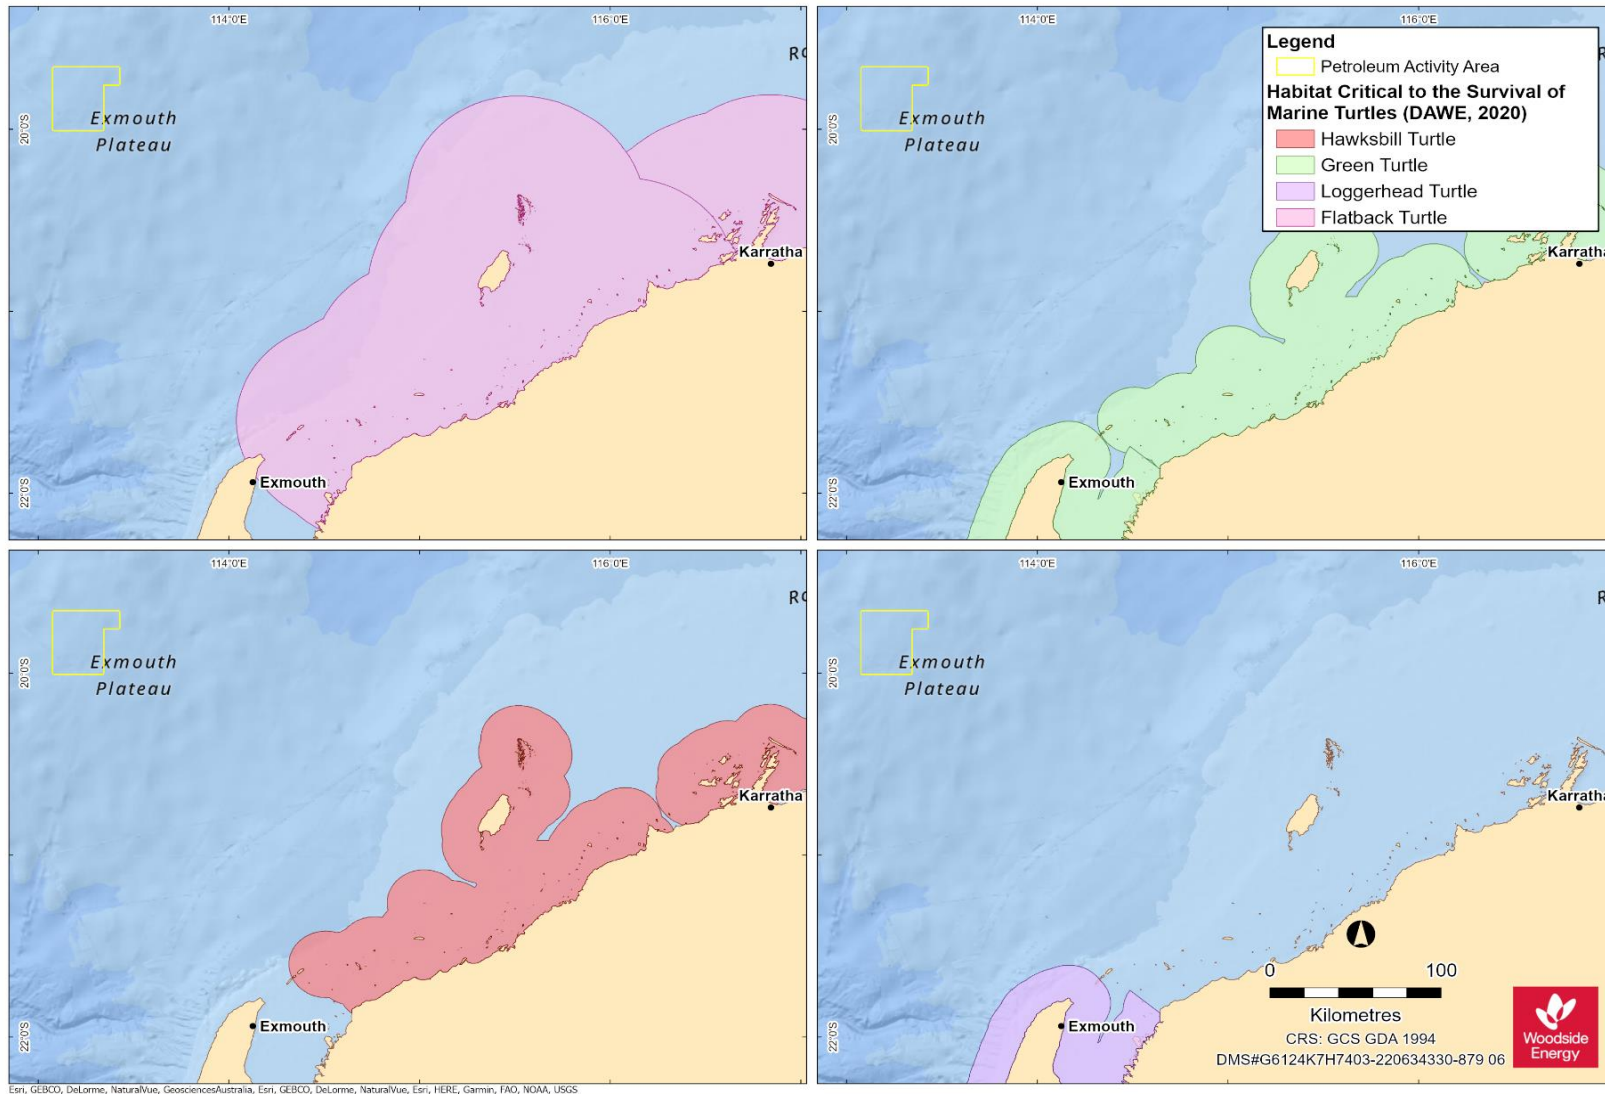 114°0'E
116°0'E
20°0'S
22°0'S
Exmouth
Plateau
Karratha
Exmouth
114°0'E
116°0'E
20°0'S
22°0'S
Exmouth
Plateau
Legend
Petroleum Activity Area
Habitat Critical to the Survival of
Marine Turtles (DAWE, 2020)
Hawksbill Turtle
Green Turtle
Loggerhead Turtle
Flatback Turtle
Karratha
Exmouth
114°0'E
116°0'E
20°0'S
22°0'S
Exmouth
Plateau
Karratha
Exmouth
114°0'E
116°0'E
20°0'S
22°0'S
Exmouth
Plateau
Karratha
Exmouth
0 100
Kilometres
CRS: GCS GDA 1994
DMS#G6124K7H7403-220634330-879 06
Woodside
Energy
Esri, GEBCO, DeLorme, NaturalVue, GeosciencesAustralia, Esri, GEBCO, DeLorme, NaturalVue, Esri, HERE, Garmin, FAO, NOAA, USGS